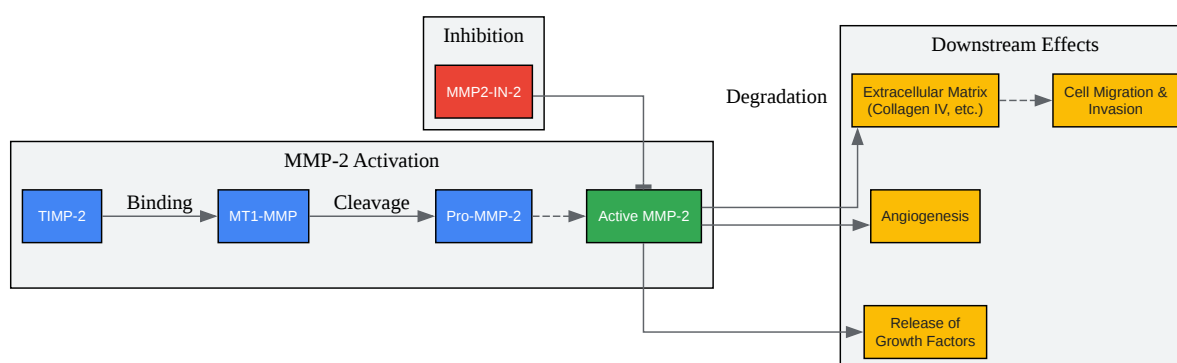 Inhibition
MMP2-IN-2
MMP-2 Activation
TIMP-2
Binding
MT1-MMP
Cleavage
Pro-MMP-2
Active MMP-2
Degradation
Downstream Effects
Extracellular Matrix
(Collagen IV, etc.)
Cell Migration &
Invasion
Angiogenesis
Release of
Growth Factors